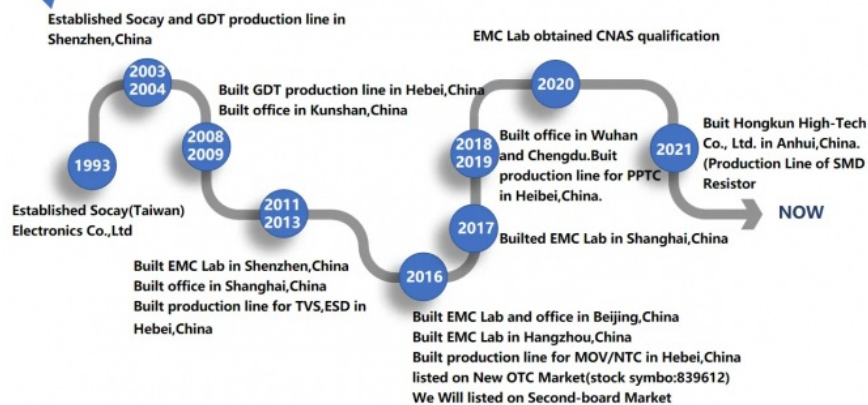 Established Socay and GDT production line in
Shenzhen,China
EMC Lab obtained CNAS qualification
2003
2004
2020
Built GDT production line in Hebei,China
Built office in Kunshan,China
Buit Hongkun High-Tech
Co., Ltd. in Anhui,China.
(Production Line of SMD
Resistor
2008
2009
2018
2019
Built office in Wuhan
and Chengdu.Buit
production line for PPTC
in Heibei,China.
2021
1993
Established Socay(Taiwan)
Electronics Co.,Ltd
2011
2013
2017
NOW
Builted EMC Lab in Shanghai,China
Built EMC Lab in Shenzhen,China
Built office in Shanghai,China
Built production line for TVS,ESD in
Hebei,China
2016
Built EMC Lab and office in Beijing,China
Built EMC Lab in Hangzhou,China
Built production line for MOV/NTC in Hebei,China
listed on New OTC Market(stock symbo:839612)
We Will listed on Second-board Market